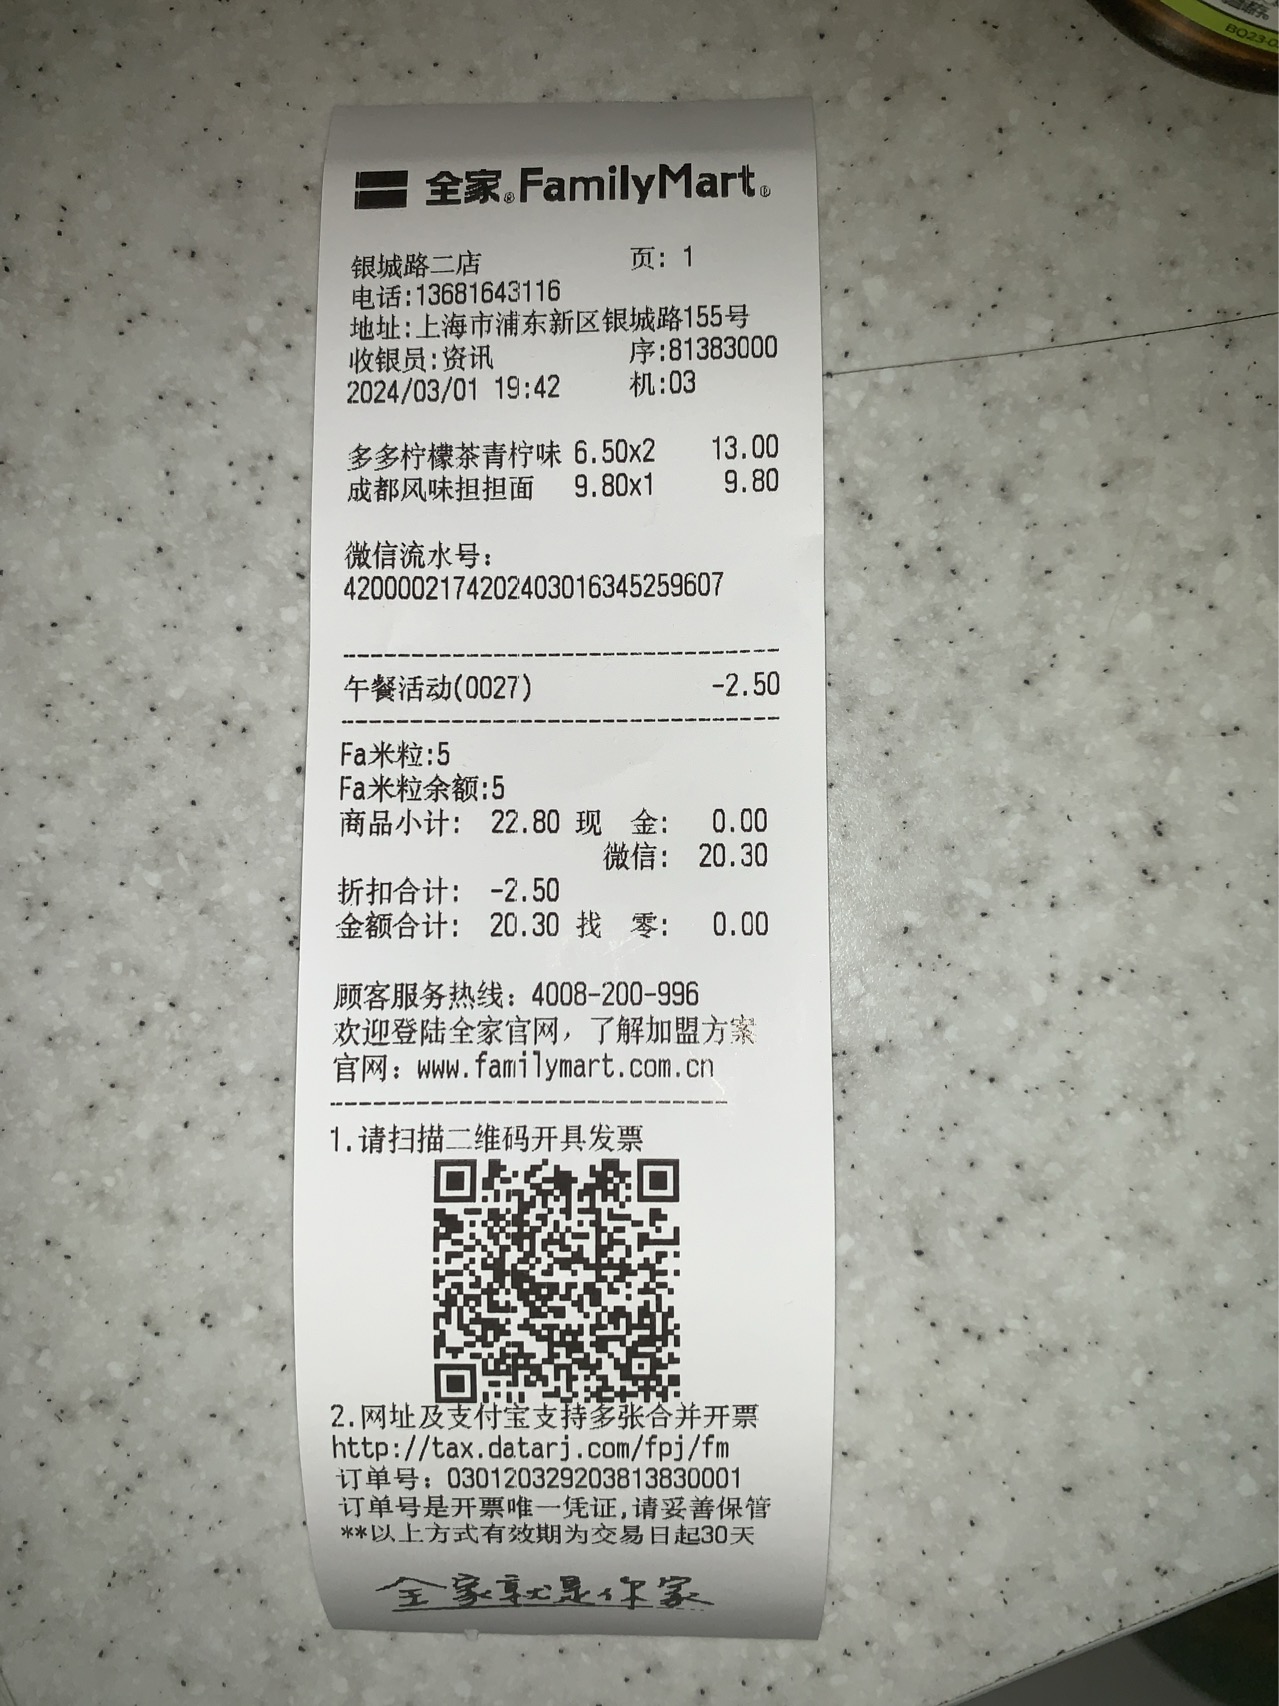 全家®FamilyMart®
银城路二店 页: 1
电话:13681643116
地址:上海市浦东新区银城路155号
收银员:资讯 序:81383000
2024/03/01 19:42 机:03
多多柠檬茶青柠味 6.50x2 13.00
成都风味担担面 9.80x1 9.80
微信流水号:
4200002174202403016345259607
午餐活动(0027) -2.50
Fa米粒:5
Fa米粒余额:5
商品小计: 22.80 现 金: 0.00
微信: 20.30
折扣合计: -2.50
金额合计: 20.30 找 零: 0.00
顾客服务热线: 4008-200-996
欢迎登陆全家官网, 了解加盟方案
官网: www.familymart.com.cn
1.请扫描二维码开具发票
2.网址及支付宝支持多张合并开票
http://tax.datarj.com/fpj/fm
订单号: 030120329203813830001
订单号是开票唯一凭证,请妥善保管
**以上方式有效期为交易日起30天
全家就是你家